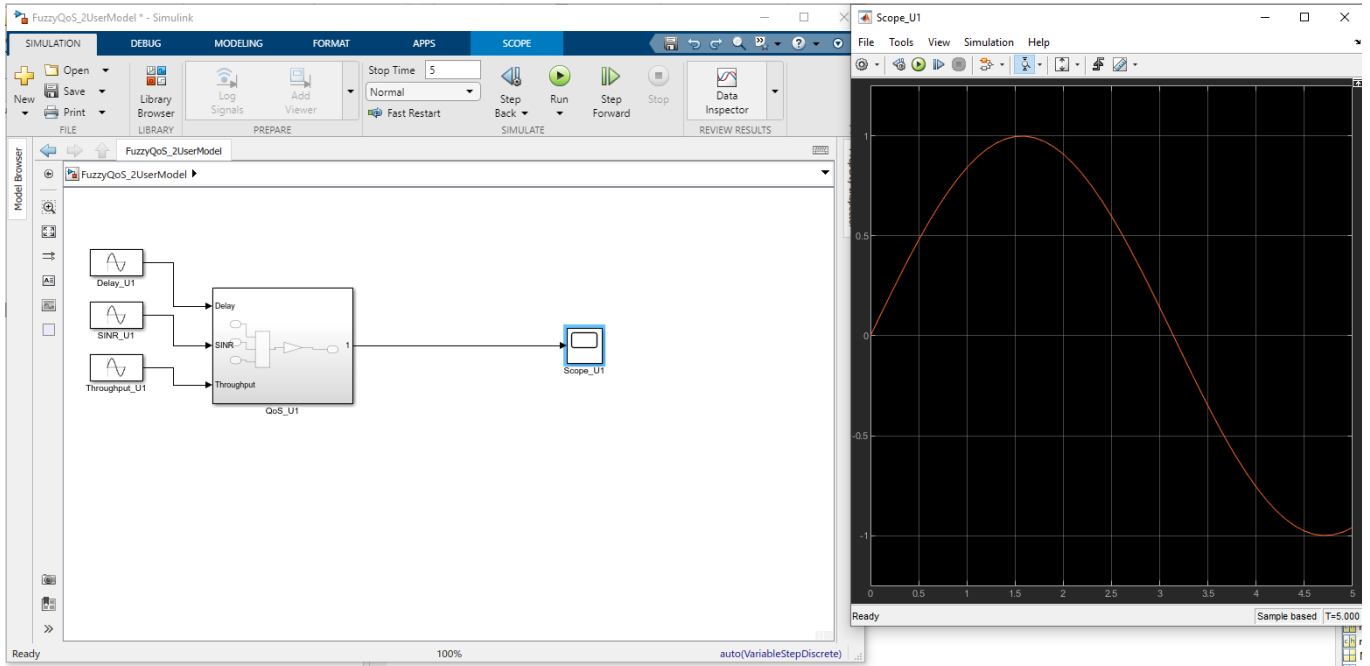 FuzzyQoS_2UserModel * - Simulink
SIMULATION DEBUG MODELING FORMAT APPS SCOPE
New
Open
Save
Print
FILE
Library Browser
LIBRARY
Log Signals
Add Viewer
PREPARE
Stop Time 5
Normal
Fast Restart
Step Back
Run
Step Forward
Stop
SIMULATE
Data Inspector
REVIEW RESULTS
Model Browser
FuzzyQoS_2UserModel
FuzzyQoS_2UserModel
Delay_U1
SINR_U1
Throughput_U1
Delay
SINR
Throughput
1
QoS_U1
Scope_U1
Ready 100% auto(VariableStepDiscrete)
Scope_U1
File Tools View Simulation Help
1
0.5
0
-0.5
-1
0 0.5 1 1.5 2 2.5 3 3.5 4 4.5 5
Ready Sample based T=5.000